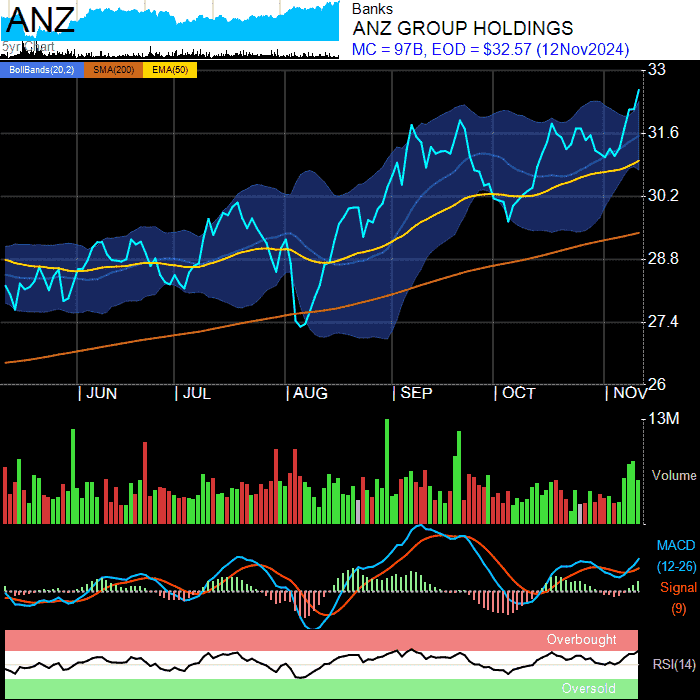 ANZ
5yr Chart
Banks
ANZ GROUP HOLDINGS
MC = 97B, EOD = $32.57 (12Nov2024)
BollBands(20,2) SMA(200) EMA(50)
33
31.6
30.2
28.8
27.4
26
JUN JUL AUG SEP OCT NOV
13M
Volume
MACD
(12-26)
Signal
(9)
Overbought
RSI(14)
Oversold